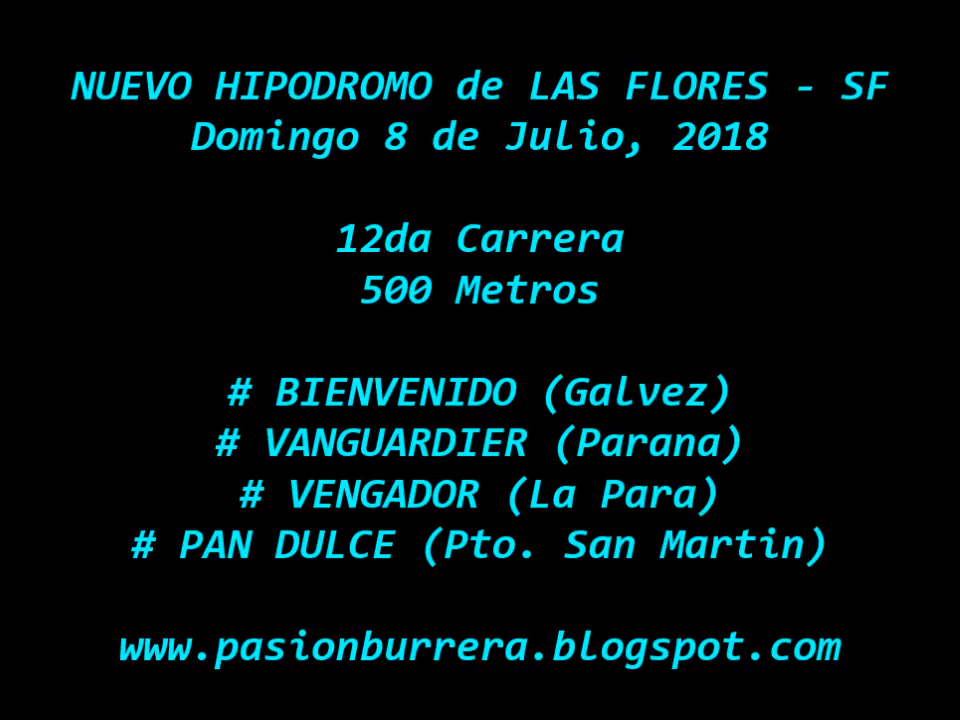 NUEVO HIPODROMO de LAS FLORES - SF
Domingo 8 de Julio, 2018
12da Carrera
500 Metros
# BIENVENIDO (Galvez)
# VANGUARDIER (Parana)
# VENGADOR (La Para)
# PAN DULCE (Pto. San Martin)
www.pasionburrera.blogspot.com